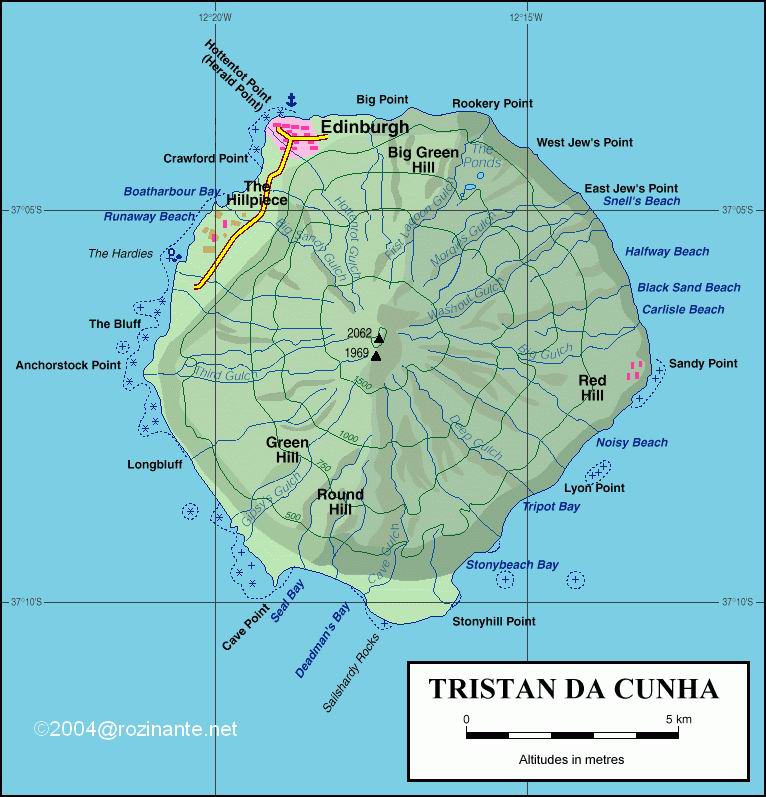 12°20'W
12°15'W
Hottentot Point
(Herald Point)
Big Point
Rookery Point
Edinburgh
West Jew's Point
Crawford Point
Big Green
Hill
The
Ponds
Boatharbour Bay
The
Hillpiece
East Jew's Point
Snell's Beach
37°05'S
37°05'S
Runaway Beach
Hottentot Gulch
First Vagoon Gulch
Big Sandy Gulch
Morgis Gulch
The Hardies
Halfway Beach
Black Sand Beach
Washout Gulch
Carlisle Beach
The Bluff
2062
1969
Big Gulch
Anchorstock Point
Sandy Point
Third Gulch
1500
Red
Hill
Deep Gulch
1000
Green
Hill
Noisy Beach
750
Longbluff
Gipsy's Gulch
Round
Hill
Lyon Point
Tripot Bay
500
Cave Gulch
Stonybeach Bay
37°10'S
37°10'S
Cave Point
Seal Bay
Deadman's Bay
Stonyhill Point
Sailshardy Rocks
TRISTAN DA CUNHA
0
5 km
Altitudes in metres
©2004@rozinante.net